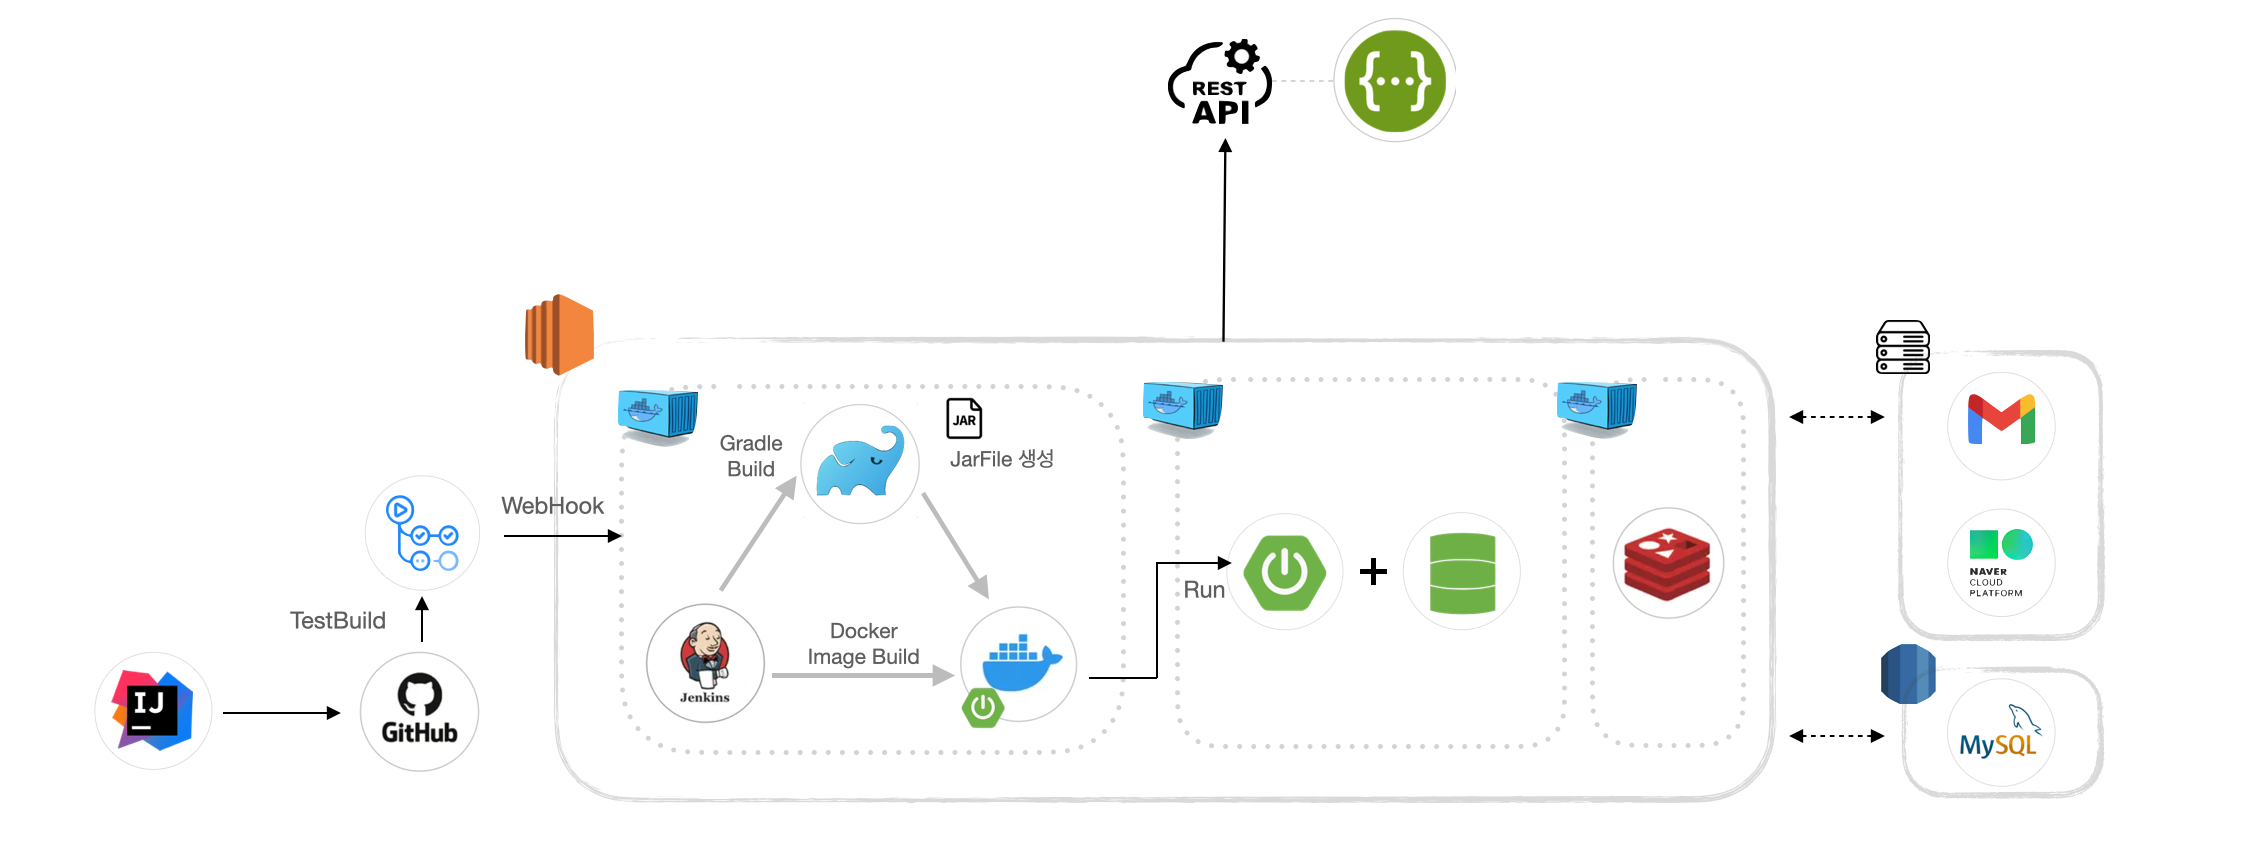 REST
API
Gradle
Build
JAR
JarFile 생성
WebHook
TestBuild
Docker
Image Build
Run
Jenkins
IJ
GitHub
NAVER
CLOUD
PLATFORM
MySQL